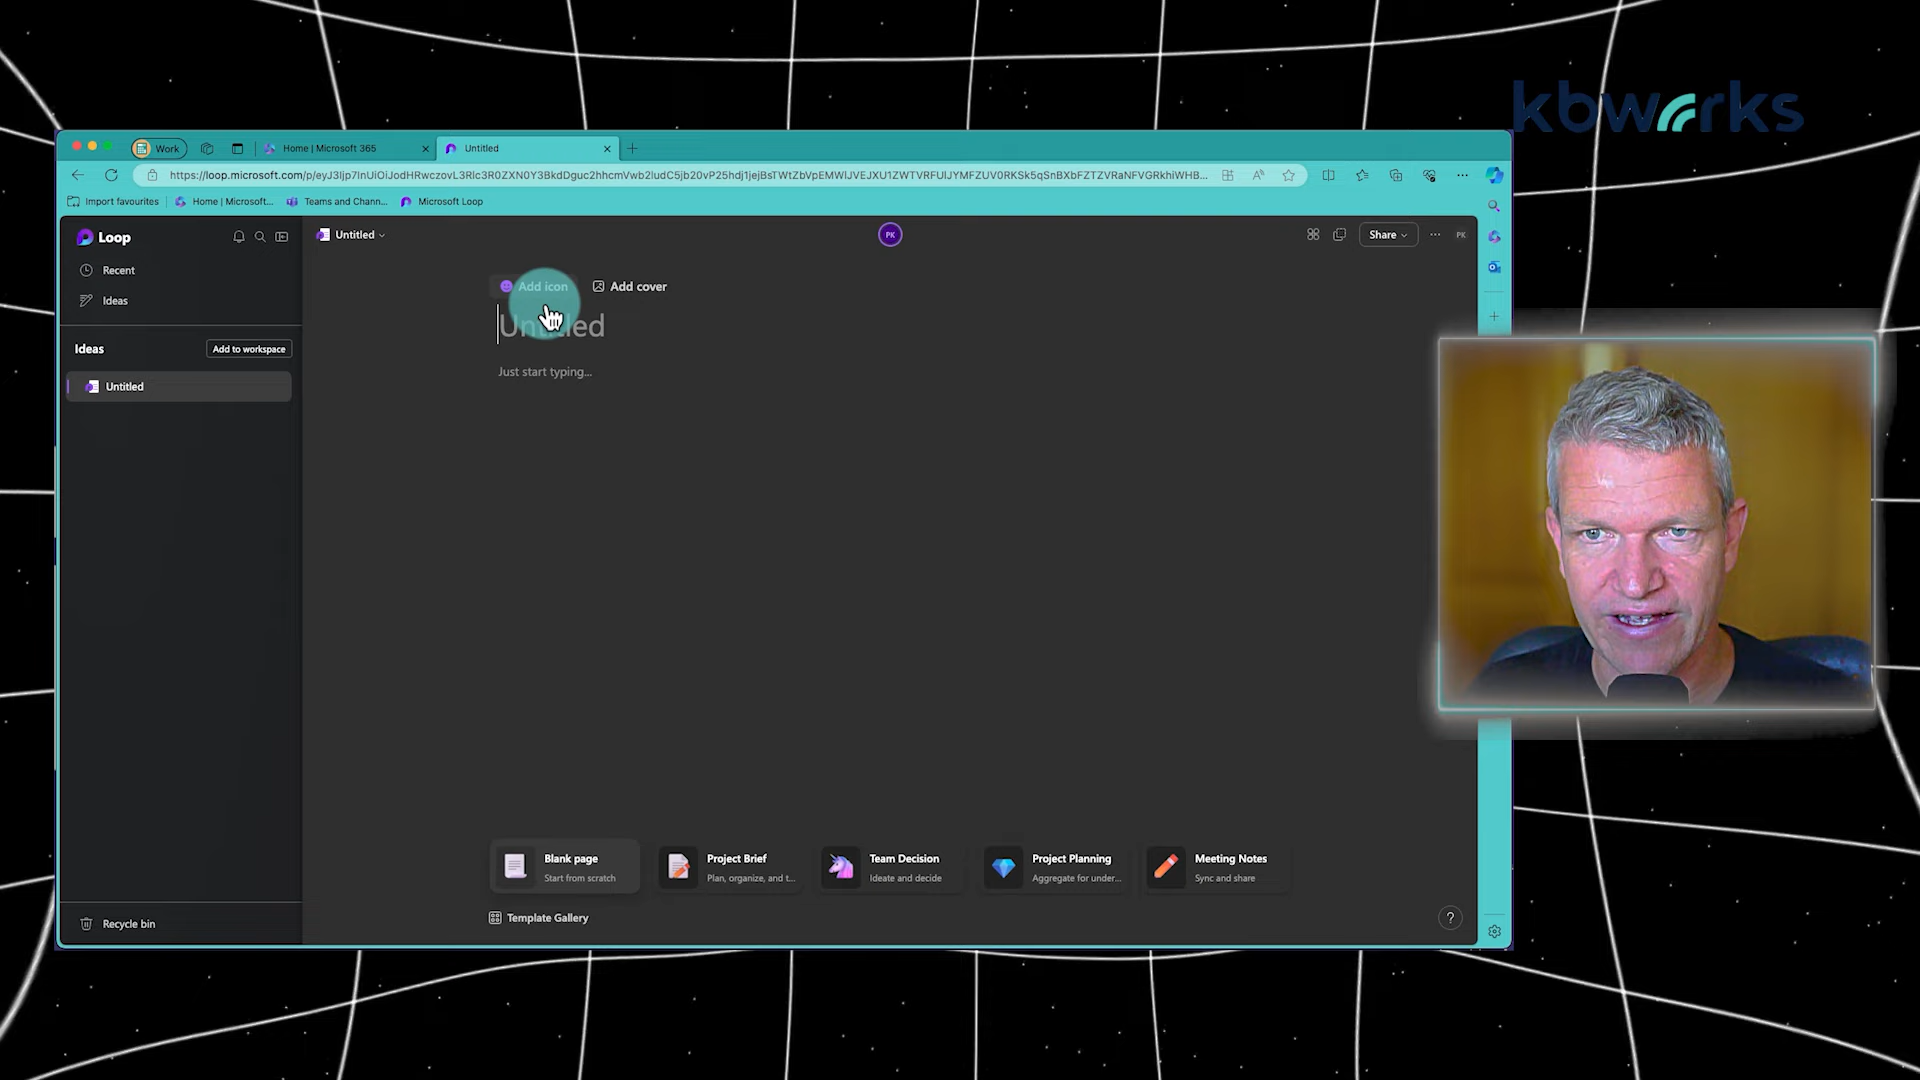 kbworks
Work
Home | Microsoft 365
Untitled
Import favourites
Home | Microsoft...
Teams and Chann...
Microsoft Loop
Loop
Untitled
PK
Share
PK
Recent
Ideas
Add icon
Add cover
Untitled
Ideas
Add to workspace
Just start typing...
Untitled
Blank page
Start from scratch
Project Brief
Plan, organize, and t...
Team Decision
Ideate and decide
Project Planning
Aggregate for under...
Meeting Notes
Sync and share
Template Gallery
?
Recycle bin